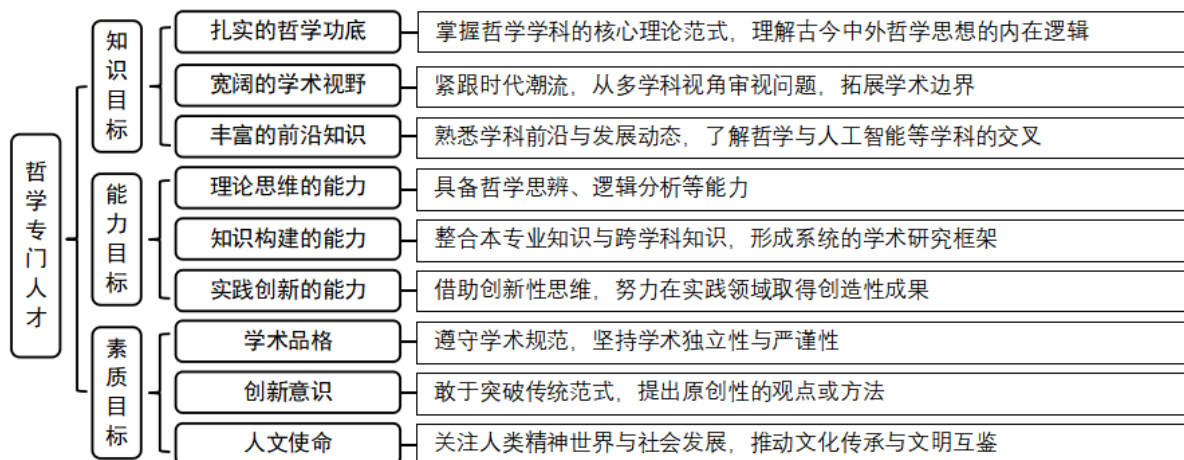 哲学专门人才
知识目标
扎实的哲学功底
掌握哲学学科的核心理论范式，理解古今中外哲学思想的内在逻辑
宽阔的学术视野
紧跟时代潮流，从多学科视角审视问题，拓展学术边界
丰富的前沿知识
熟悉学科前沿与发展动态，了解哲学与人工智能等学科的交叉
能力目标
理论思维的能力
具备哲学思辨、逻辑分析等能力
知识构建的能力
整合本专业知识与跨学科知识，形成系统的学术研究框架
实践创新的能力
借助创新性思维，努力在实践领域取得创造性成果
素质目标
学术品格
遵守学术规范，坚持学术独立性与严谨性
创新意识
敢于突破传统范式，提出原创性的观点或方法
人文使命
关注人类精神世界与社会发展，推动文化传承与文明互鉴